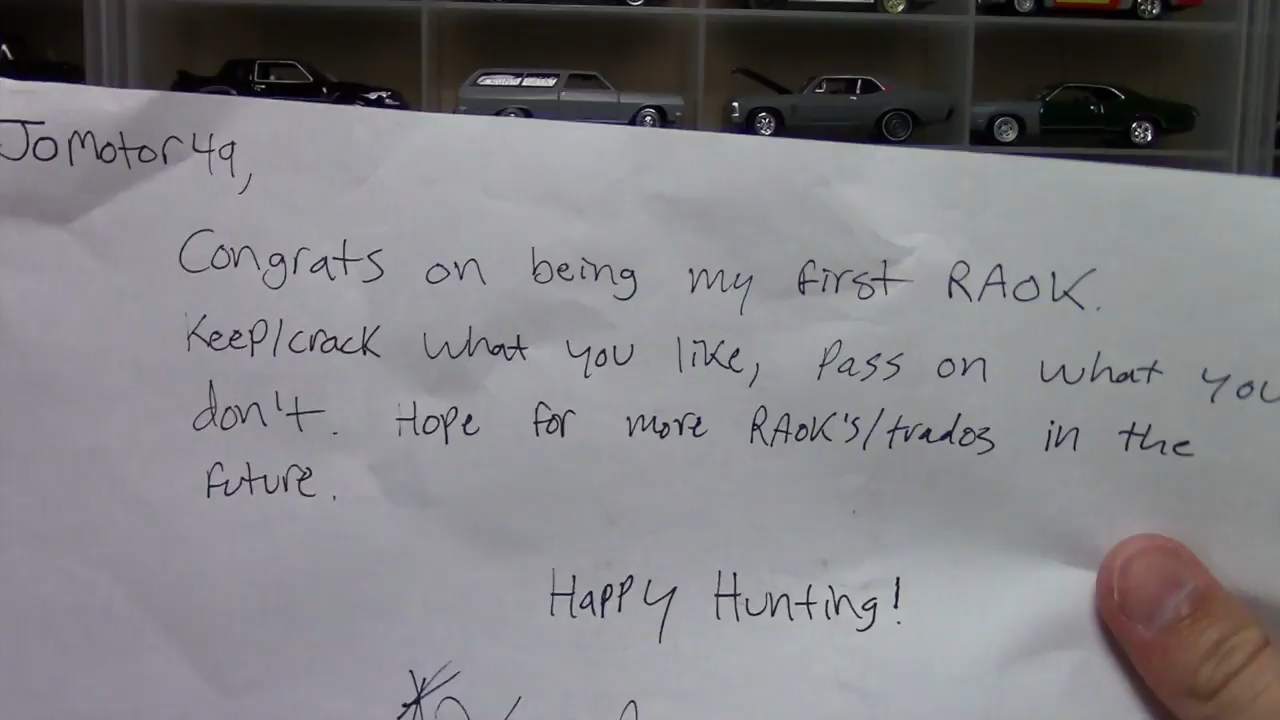 JoMotor49,
Congrats on being my first RAOK.
Keep/crack what you like, Pass on what you
don't. Hope for more RAOK's/trades in the
future.
Happy Hunting!